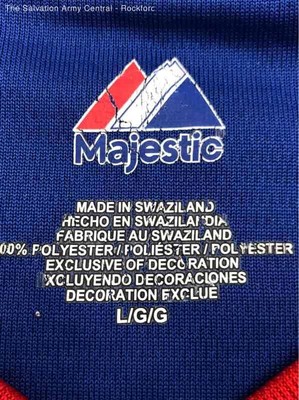 The Salvation Army Central - Rockforc
Majestic
MADE IN SWAZILAND
HECHO EN SWAZILANDIA
FABRIQUE AU SWAZILAND
00% POLYESTER / POLIÉSTER / POLYESTER
EXCLUSIVE OF DECORATION
EXCLUYENDO DECORACIONES
DECORATION EXCLUE
L/G/G